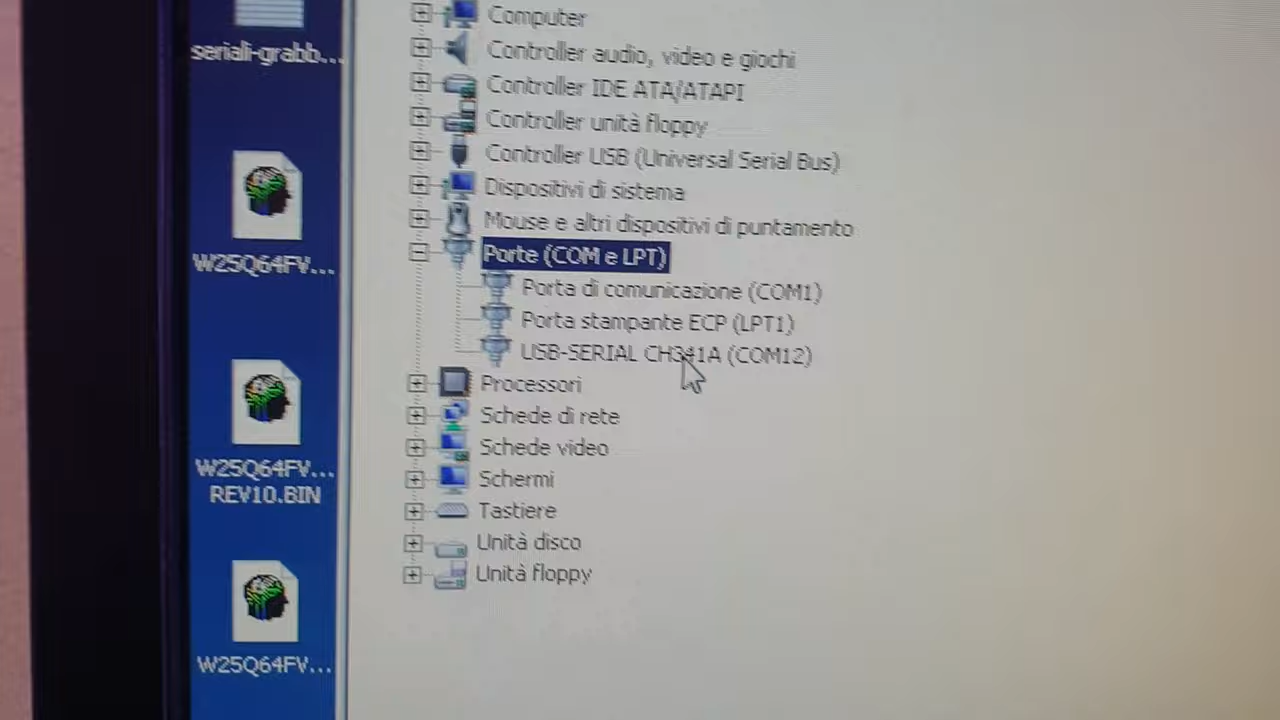 Computer
seriali-grabb...
Controller audio, video e giochi
Controller IDE ATA/ATAPI
Controller unità floppy
Controller USB (Universal Serial Bus)
Dispositivi di sistema
Mouse e altri dispositivi di puntamento
Porte (COM e LPT)
W25Q64FV...
Porta di comunicazione (COM1)
Porta stampante ECP (LPT1)
USB-SERIAL CH341A (COM12)
Processori
Schede di rete
Schede video
W25Q64FV...
REV10.BIN
Schermi
Tastiere
Unità disco
Unità floppy
W25Q64FV...